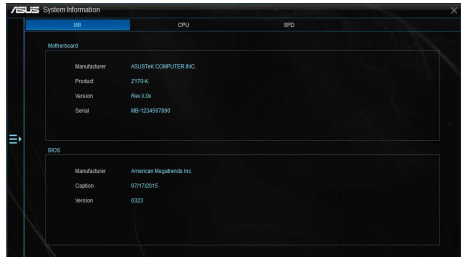 ASUS System Information
MB CPU SPD
Motherboard
Manufacturer ASUSTeK COMPUTER INC.
Product Z170-K
Version Rev X.0x
Serial MB-1234567890
BIOS
Manufacturer American Megatrends Inc.
Caption 07/17/2015
Version 0323